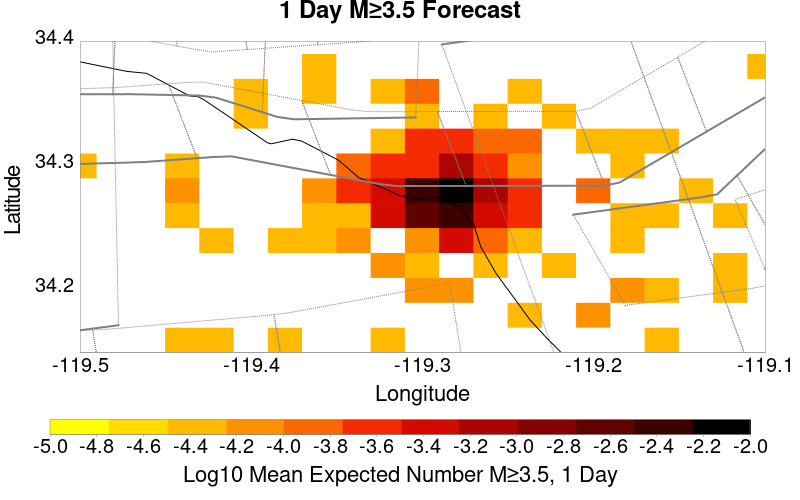 1 Day M≥3.5 Forecast
34.4
34.3
34.2
Latitude
-119.5 -119.4 -119.3 -119.2 -119.1
Longitude
-5.0 -4.8 -4.6 -4.4 -4.2 -4.0 -3.8 -3.6 -3.4 -3.2 -3.0 -2.8 -2.6 -2.4 -2.2 -2.0
Log10 Mean Expected Number M≥3.5, 1 Day